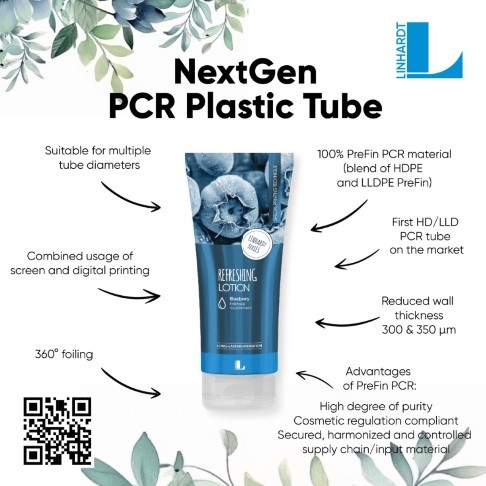 LINHARDT
NextGen
PCR Plastic Tube
Suitable for multiple
tube diameters
Combined usage of
screen and digital printing
360° foiling
100% PreFin PCR material
(blend of HDPE
and LLDPE PreFin)
First HD/LLD
PCR tube
on the market
Reduced wall
thickness
300 & 350 µm
Advantages
of PreFin PCR:
High degree of purity
Cosmetic regulation compliant
Secured, harmonized and controlled
supply chain/input material
LINHARDT
SERIES
REFRESHING
LOTION
Blueberry